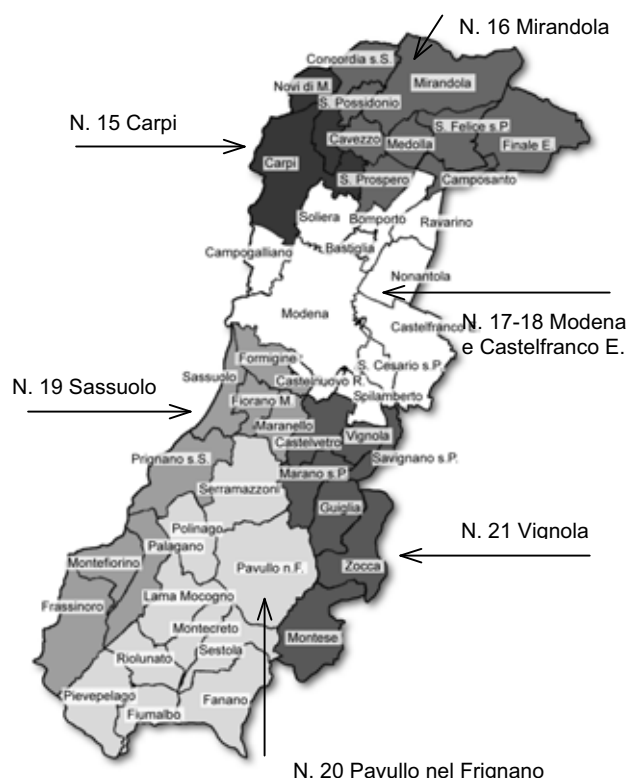 N. 16 Mirandola
Concordia s.S.
Mirandola
Novi di M.
S. Possidonio
N. 15 Carpi
Cavezzo
Medolla
S. Felice s.P.
Finale E.
Carpi
S. Prospero
Camposanto
Soliera
Bomporto
Ravarino
Campogalliano
Bastiglia
Nonantola
Modena
Castelfranco E.
N. 17-18 Modena
e Castelfranco E.
Formigine
S. Cesario s.P.
Sassuolo
Castelnuovo R.
N. 19 Sassuolo
Fiorano M.
Spilamberto
Maranello
Castelvetro
Vignola
Prignano s.S.
Marano s.P.
Savignano s.P.
Serramazzoni
Guiglia
Polinago
N. 21 Vignola
Palagano
Montefiorino
Pavullo n.F.
Zocca
Frassinoro
Lama Mocogno
Montecreto
Montese
Sestola
Riolunato
Pievepelago
Fanano
Fiumalbo
N. 20 Pavullo nel Frignano